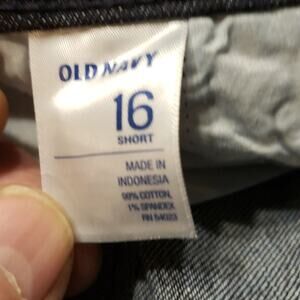 OLD NAVY
16
SHORT
MADE IN
INDONESIA
99% COTTON,
1% SPANDEX
RN 54023